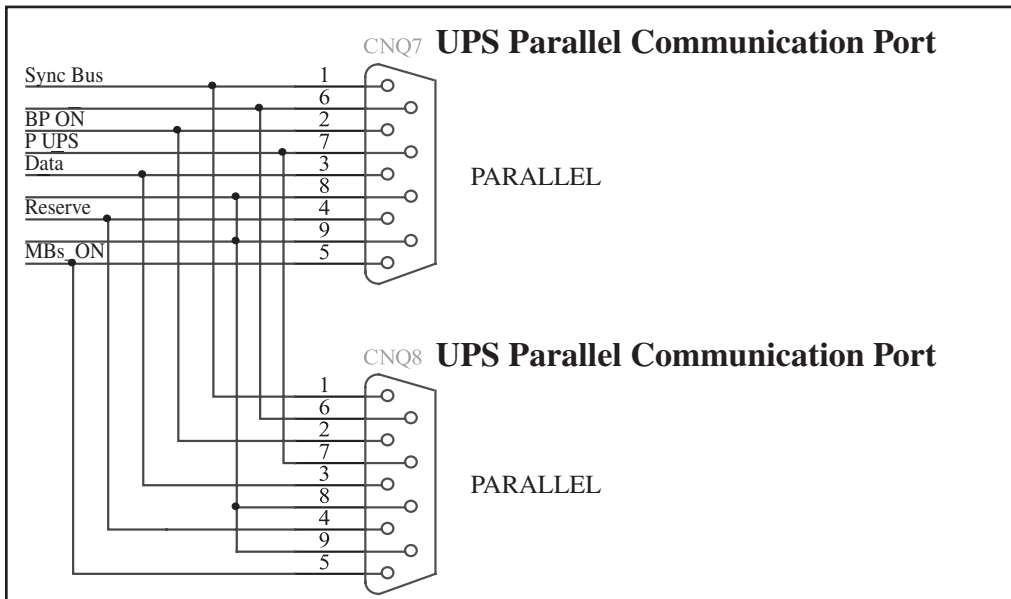 CNQ7 UPS Parallel Communication Port
Sync Bus 1
6
BP ON 2
P UPS 7
Data 3
8
Reserve 4
9
MBs_ON 5
PARALLEL
CNQ8 UPS Parallel Communication Port
1
6
2
7
3
8
4
9
5
PARALLEL